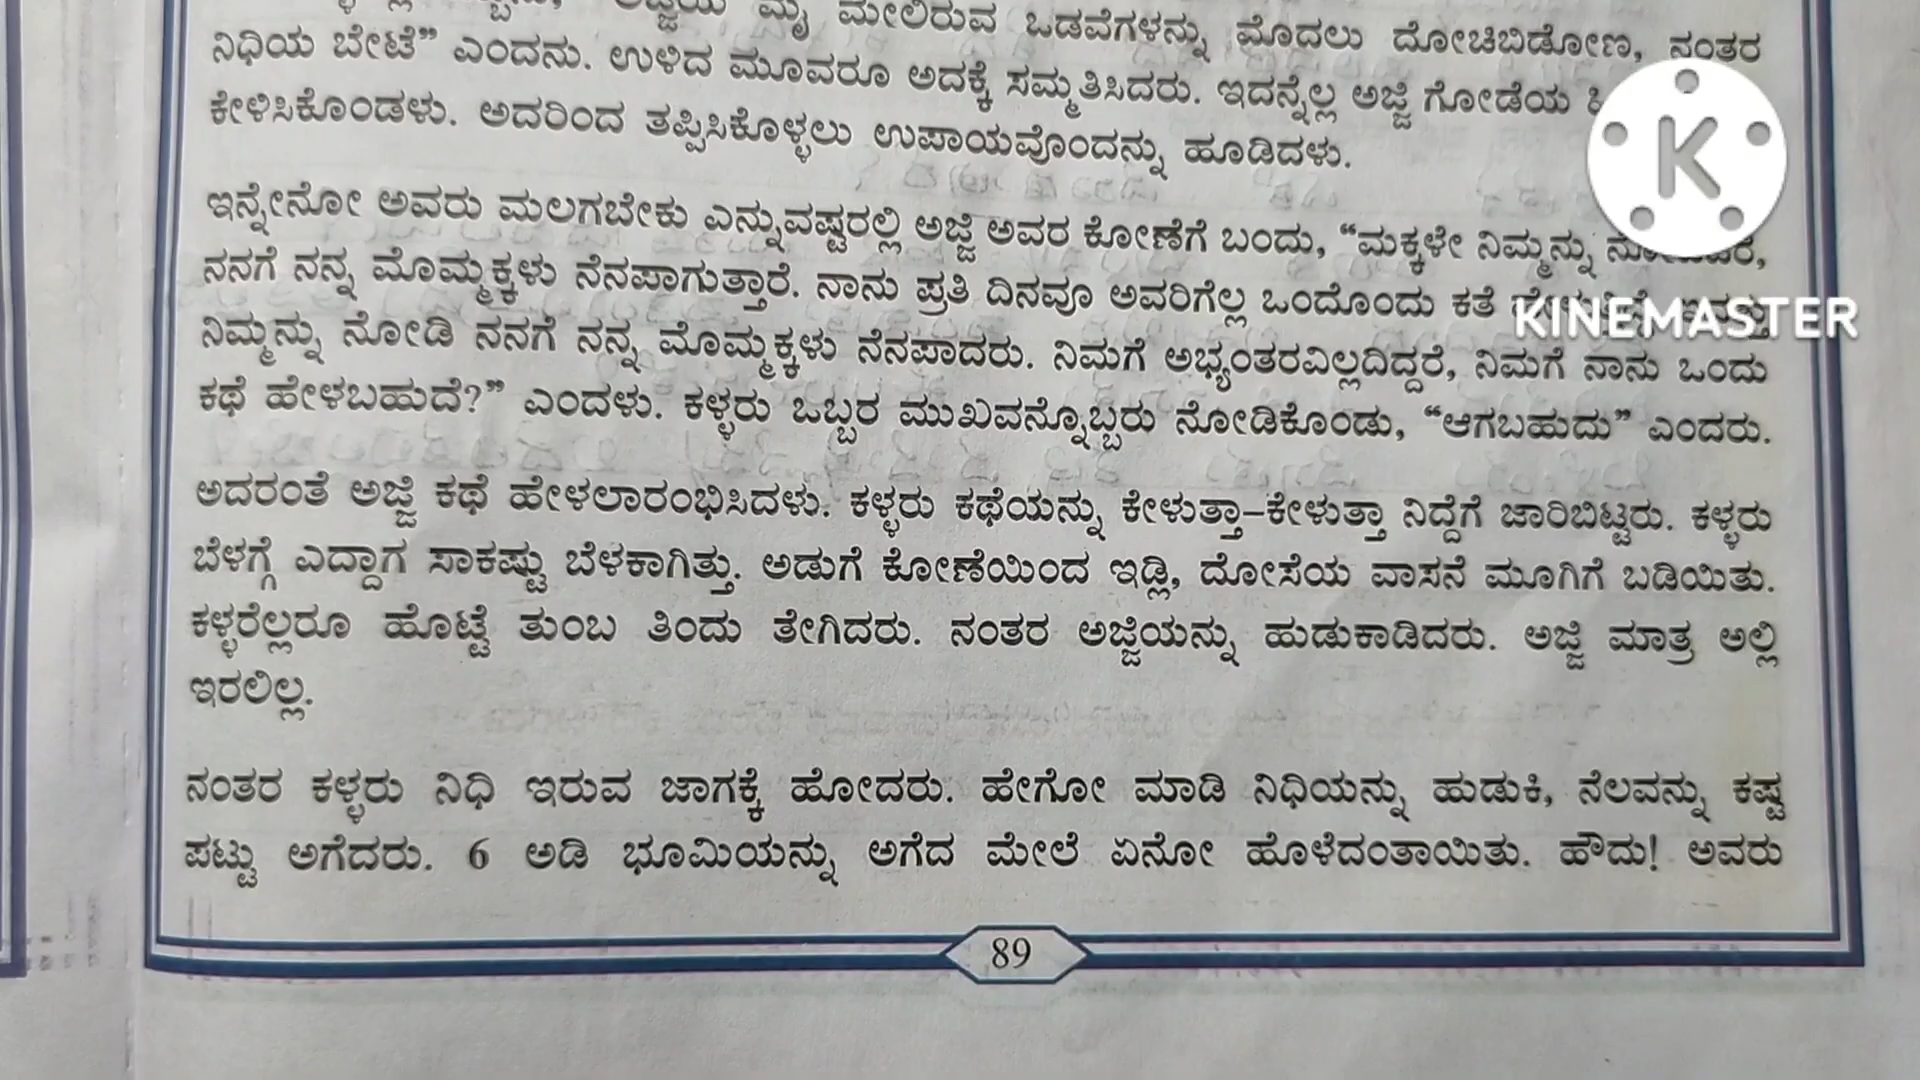 ಮೈ ಮೇಲಿರುವ ಒಡವೆಗಳನ್ನು ಮೊದಲು ದೋಚಿಬಿಡೋಣ, ನಂತರ
ನಿಧಿಯ ಬೇಟೆ” ಎಂದನು. ಉಳಿದ ಮೂವರೂ ಅದಕ್ಕೆ ಸಮ್ಮತಿಸಿದರು. ಇದನ್ನೆಲ್ಲ ಅಜ್ಜಿ ಗೋಡೆಯ
ಕೇಳಿಸಿಕೊಂಡಳು. ಅದರಿಂದ ತಪ್ಪಿಸಿಕೊಳ್ಳಲು ಉಪಾಯವೊಂದನ್ನು ಹೂಡಿದಳು.
ಇನ್ನೇನೋ ಅವರು ಮಲಗಬೇಕು ಎನ್ನುವಷ್ಟರಲ್ಲಿ ಅಜ್ಜಿ ಅವರ ಕೋಣೆಗೆ ಬಂದು, “ಮಕ್ಕಳೇ ನಿಮ್ಮನ್ನು
ನನಗೆ ನನ್ನ ಮೊಮ್ಮಕ್ಕಳು ನೆನಪಾಗುತ್ತಾರೆ. ನಾನು ಪ್ರತಿ ದಿನವೂ ಅವರಿಗೆಲ್ಲ ಒಂದೊಂದು ಕತೆ
KINEMASTER
ನಿಮ್ಮನ್ನು ನೋಡಿ ನನಗೆ ನನ್ನ ಮೊಮ್ಮಕ್ಕಳು ನೆನಪಾದರು. ನಿಮಗೆ ಅಭ್ಯಂತರವಿಲ್ಲದಿದ್ದರೆ, ನಿಮಗೆ ನಾನು ಒಂದು
ಕಥೆ ಹೇಳಬಹುದೆ?” ಎಂದಳು. ಕಳ್ಳರು ಒಬ್ಬರ ಮುಖವನ್ನೊಬ್ಬರು ನೋಡಿಕೊಂಡು, “ಆಗಬಹುದು” ಎಂದರು.
ಅದರಂತೆ ಅಜ್ಜಿ ಕಥೆ ಹೇಳಲಾರಂಭಿಸಿದಳು. ಕಳ್ಳರು ಕಥೆಯನ್ನು ಕೇಳುತ್ತಾ–ಕೇಳುತ್ತಾ ನಿದ್ದೆಗೆ ಜಾರಿಬಿಟ್ಟರು. ಕಳ್ಳರು
ಬೆಳಗ್ಗೆ ಎದ್ದಾಗ ಸಾಕಷ್ಟು ಬೆಳಕಾಗಿತ್ತು. ಅಡುಗೆ ಕೋಣೆಯಿಂದ ಇಡ್ಲಿ, ದೋಸೆಯ ವಾಸನೆ ಮೂಗಿಗೆ ಬಡಿಯಿತು.
ಕಳ್ಳರೆಲ್ಲರೂ ಹೊಟ್ಟೆ ತುಂಬ ತಿಂದು ತೇಗಿದರು. ನಂತರ ಅಜ್ಜಿಯನ್ನು ಹುಡುಕಾಡಿದರು. ಅಜ್ಜಿ ಮಾತ್ರ ಅಲ್ಲಿ
ಇರಲಿಲ್ಲ.
ನಂತರ ಕಳ್ಳರು ನಿಧಿ ಇರುವ ಜಾಗಕ್ಕೆ ಹೋದರು. ಹೇಗೋ ಮಾಡಿ ನಿಧಿಯನ್ನು ಹುಡುಕಿ, ನೆಲವನ್ನು ಕಷ್ಟ
ಪಟ್ಟು ಅಗೆದರು. 6 ಅಡಿ ಭೂಮಿಯನ್ನು ಅಗೆದ ಮೇಲೆ ಏನೋ ಹೊಳೆದಂತಾಯಿತು. ಹೌದು! ಅವರು
89